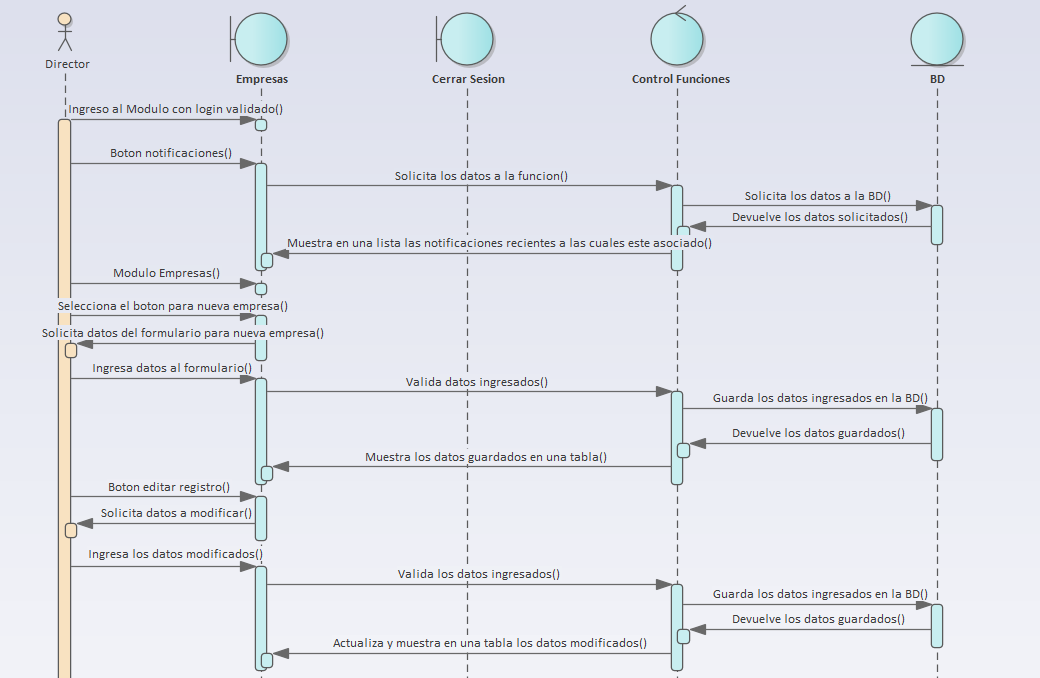 Director
Empresas
Cerrar Sesion
Control Funciones
BD
Ingreso al Modulo con login validado()
Boton notificaciones()
Solicita los datos a la funcion()
Solicita los datos a la BD()
Devuelve los datos solicitados()
Muestra en una lista las notificaciones recientes a las cuales este asociado()
Modulo Empresas()
Selecciona el boton para nueva empresa()
Solicita datos del formulario para nueva empresa()
Ingresa datos al formulario()
Valida datos ingresados()
Guarda los datos ingresados en la BD()
Devuelve los datos guardados()
Muestra los datos guardados en una tabla()
Boton editar registro()
Solicita datos a modificar()
Ingresa los datos modificados()
Valida los datos ingresados()
Guarda los datos ingresados en la BD()
Devuelve los datos guardados()
Actualiza y muestra en una tabla los datos modificados()